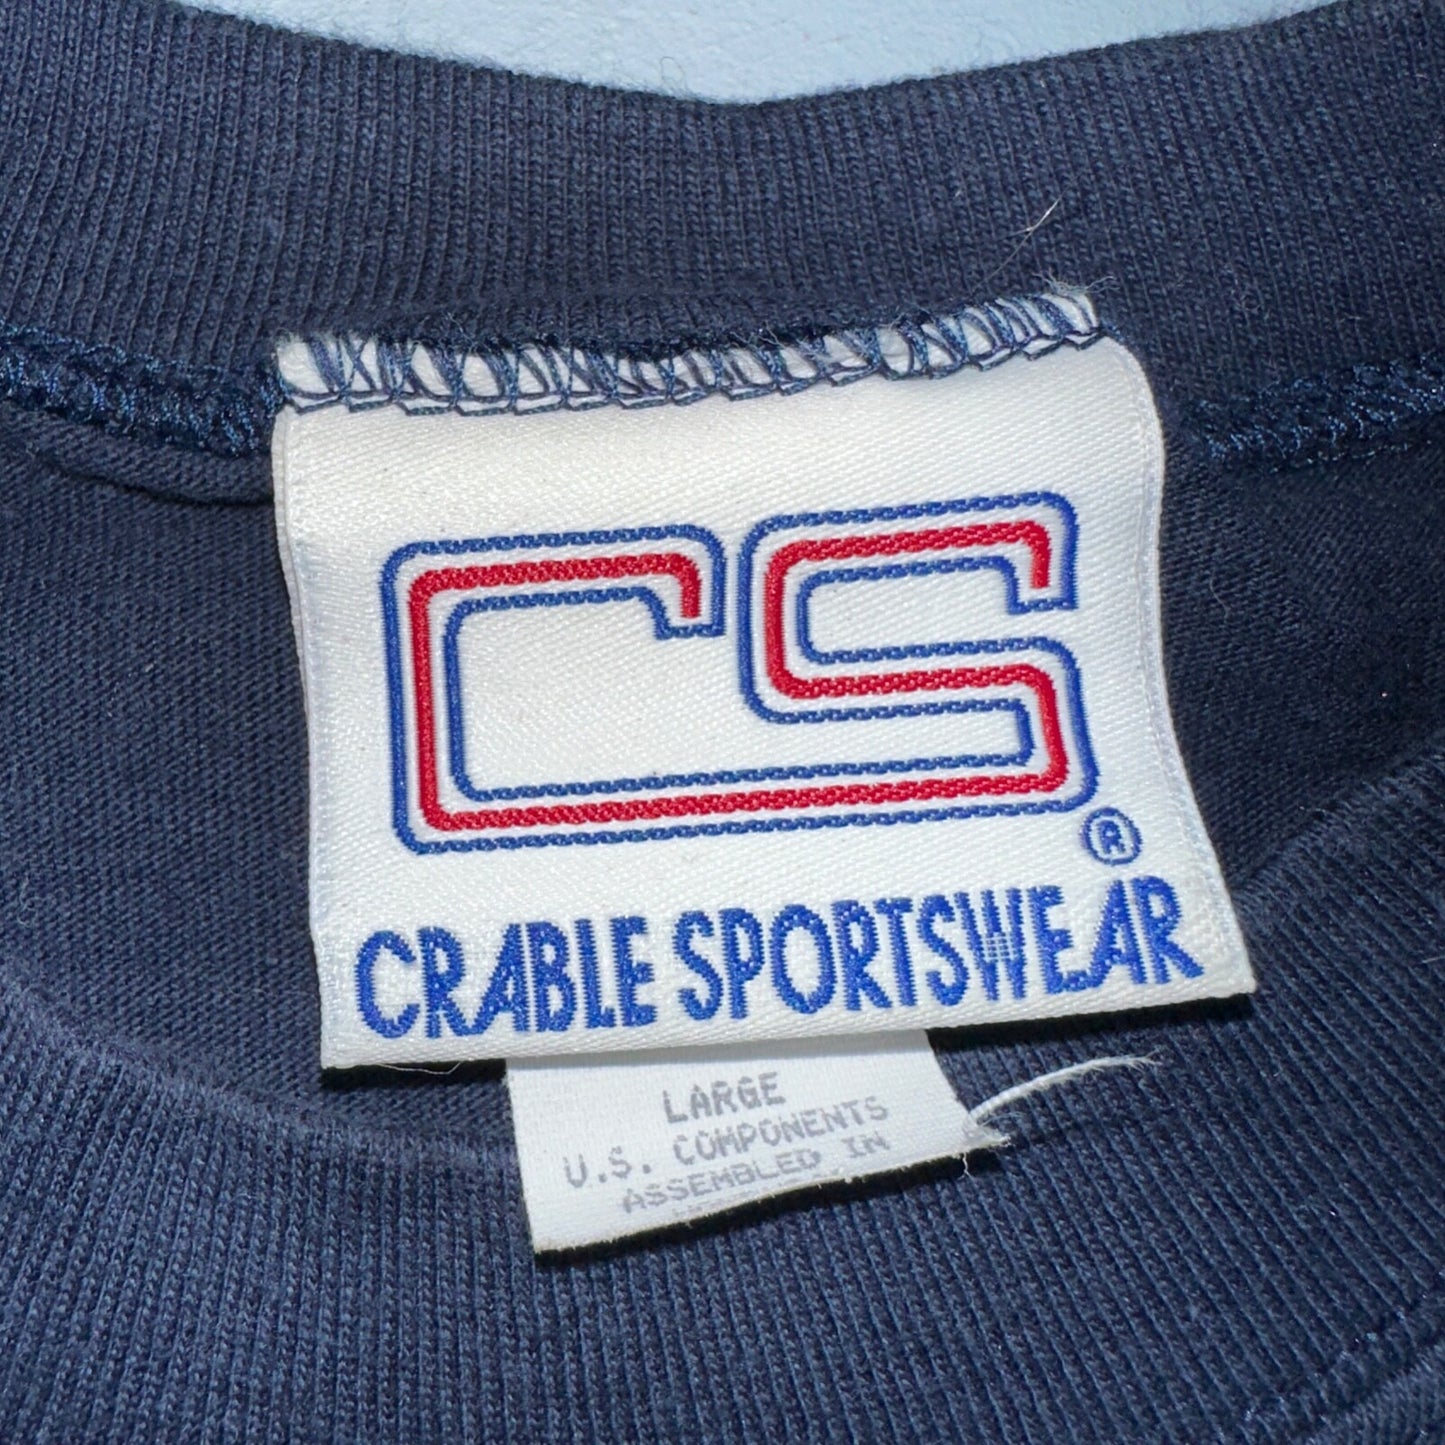 CS®
CRABLE SPORTSWEAR
LARGE
U.S. COMPONENTS
ASSEMBLED IN